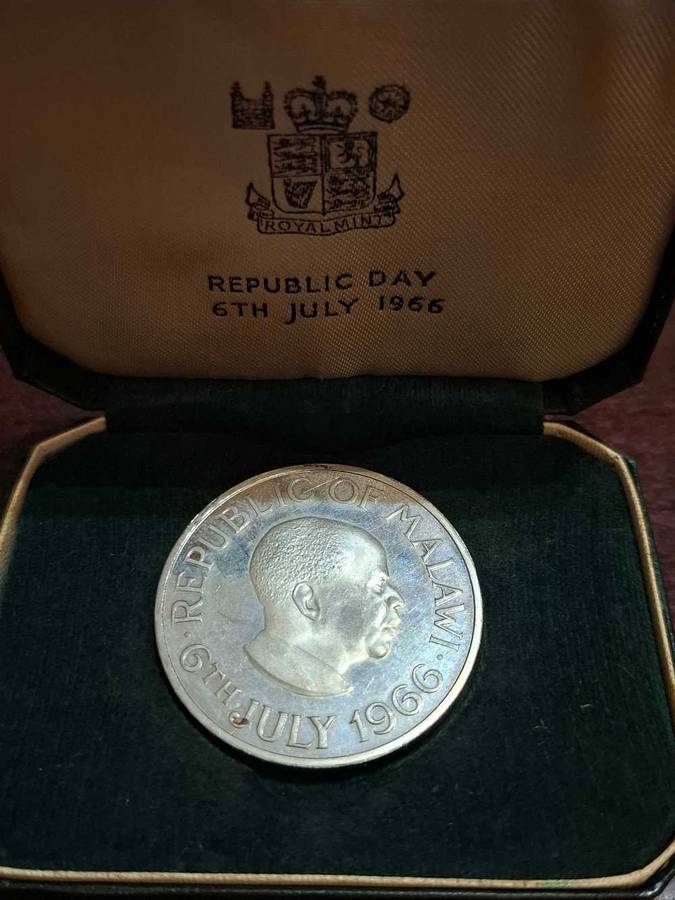 ROYAL MINT
REPUBLIC DAY
6TH JULY 1966
REPUBLIC OF MALAWI
· 6TH JULY 1966 ·